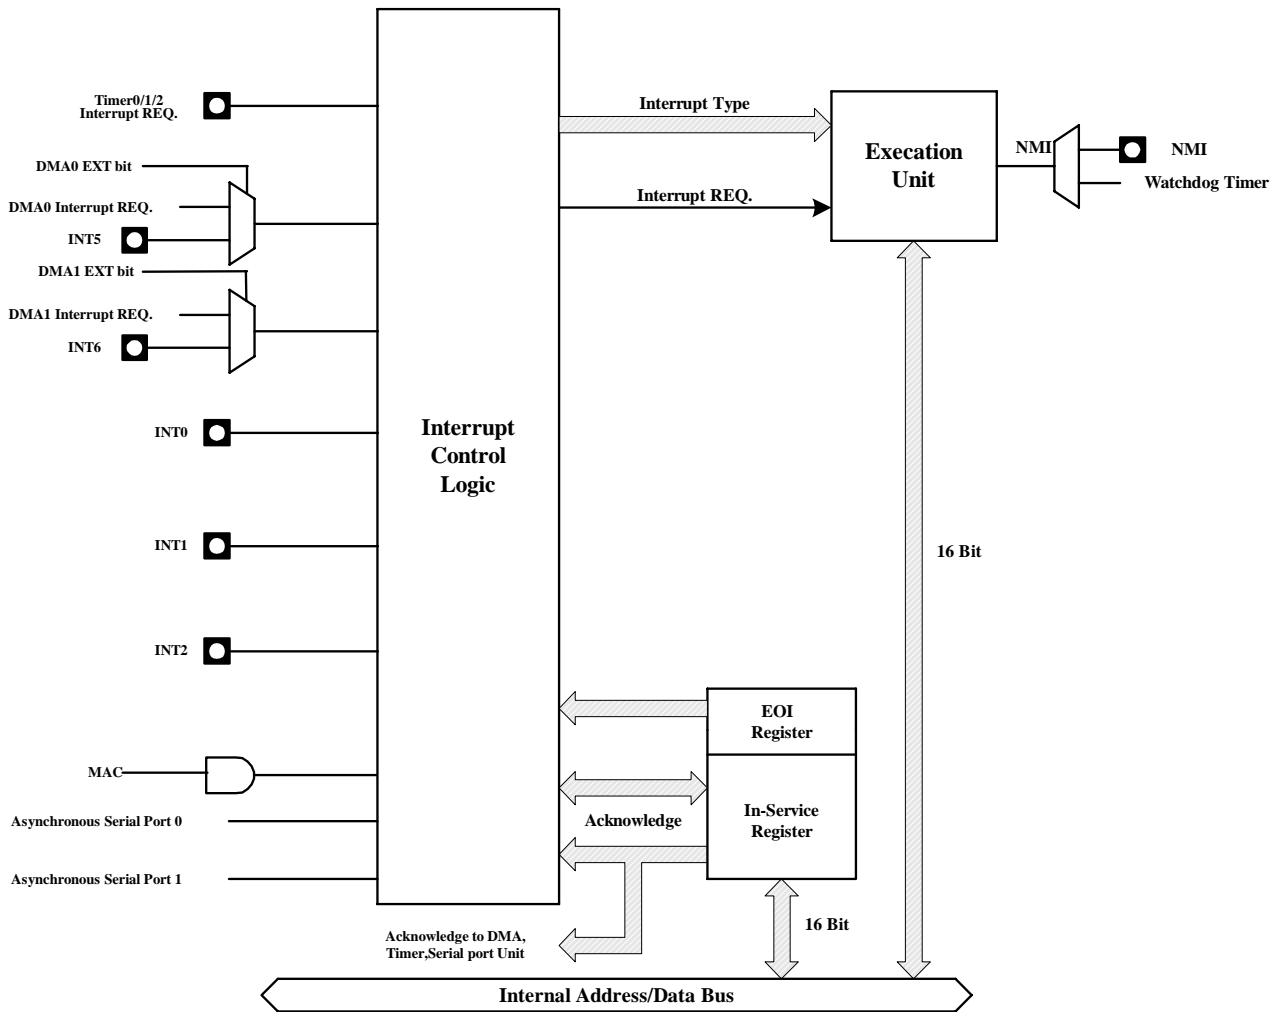 Timer0/1/2
Interrupt REQ.
DMA0 EXT bit
DMA0 Interrupt REQ.
INT5
DMA1 EXT bit
DMA1 Interrupt REQ.
INT6
INT0
INT1
INT2
MAC
Asynchronous Serial Port 0
Asynchronous Serial Port 1
Interrupt
Control
Logic
Interrupt Type
Interrupt REQ.
Execation
Unit
NMI
NMI
Watchdog Timer
16 Bit
EOI
Register
In-Service
Register
Acknowledge
Acknowledge to DMA,
Timer,Serial port Unit
16 Bit
Internal Address/Data Bus